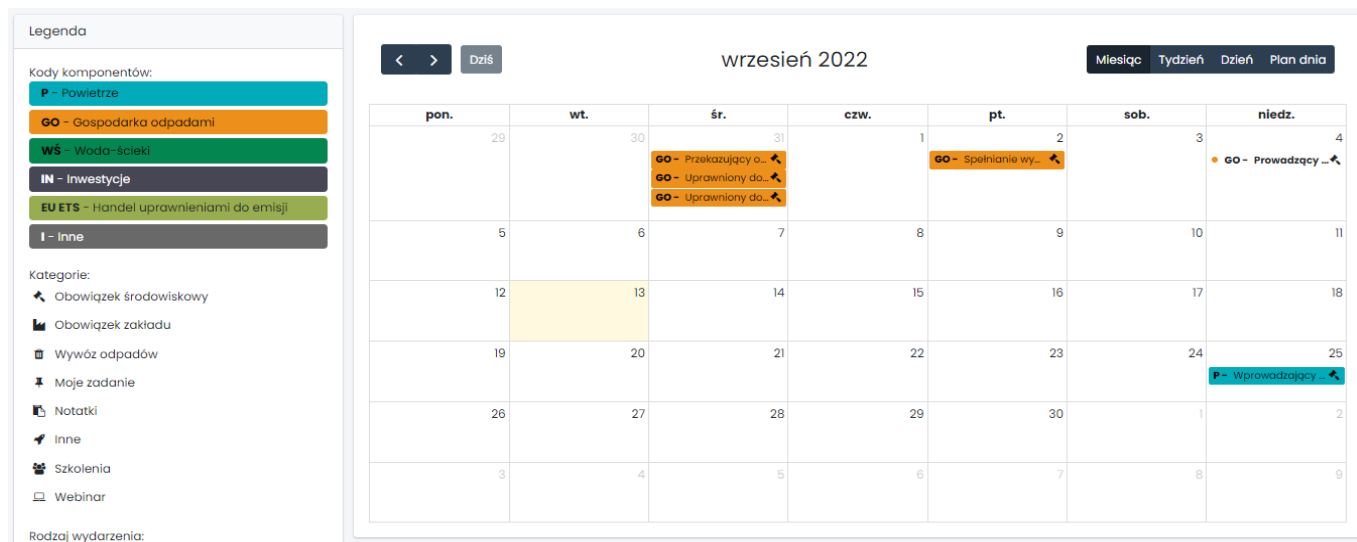 Legenda
Kody komponentów:
P - Powietrze
GO - Gospodarka odpadami
WŚ - Woda-ścieki
IN - Inwestycje
EU ETS - Handel uprawnieniami do emisji
I - Inne
Kategorie:
Obowiązek środowiskowy
Obowiązek zakładu
Wywóz odpadów
Moje zadanie
Notatki
Inne
Szkolenia
Webinar
Rodzaj wydarzenia:
< > Dziś
wrzesień 2022
Miesiąc Tydzień Dzień Plan dnia
pon. wt. śr. czw. pt. sob. niedz.
29 30 31 1 2 3 4
GO - Przekazujący o... GO - Spełnianie wy... GO - Prowadzący ...
GO - Uprawniony do...
GO - Uprawniony do...
5 6 7 8 9 10 11
12 13 14 15 16 17 18
19 20 21 22 23 24 25
P - Wprowadzający ...
26 27 28 29 30 1 2
3 4 5 6 7 8 9